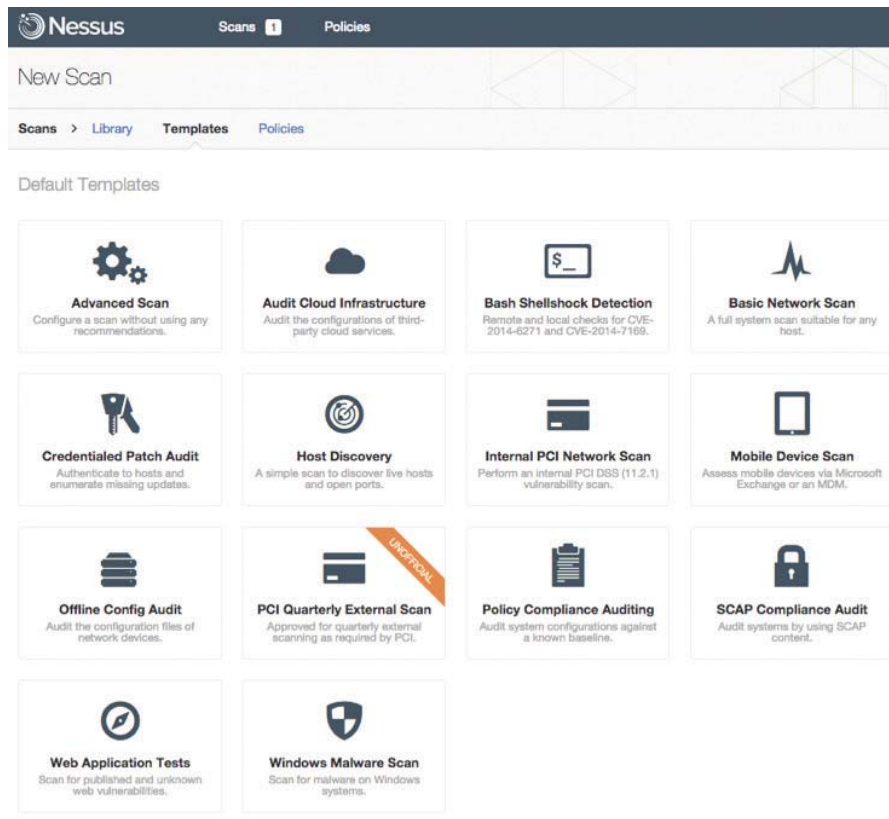 Nessus
Scans 1 Policies
New Scan
Scans > Library Templates Policies
Default Templates
Advanced Scan
Configure a scan without using any
recommendations.
Audit Cloud Infrastructure
Audit the configurations of third-
party cloud services.
$_
Bash Shellshock Detection
Remote and local checks for CVE-
2014-6271 and CVE-2014-7169.
Basic Network Scan
A full system scan suitable for any
host.
Credentialed Patch Audit
Authenticate to hosts and
enumerate missing updates.
Host Discovery
A simple scan to discover live hosts
and open ports.
Internal PCI Network Scan
Perform an internal PCI DSS (11.2.1)
vulnerability scan.
Mobile Device Scan
Assess mobile devices via Microsoft
Exchange or an MDM.
Offline Config Audit
Audit the configuration files of
network devices.
UNOFFICIAL
PCI Quarterly External Scan
Approved for quarterly external
scanning as required by PCI.
Policy Compliance Auditing
Audit system configurations against
a known baseline.
SCAP Compliance Audit
Audit systems by using SCAP
content.
Web Application Tests
Scan for published and unknown
web vulnerabilities.
Windows Malware Scan
Scan for malware on Windows
systems.